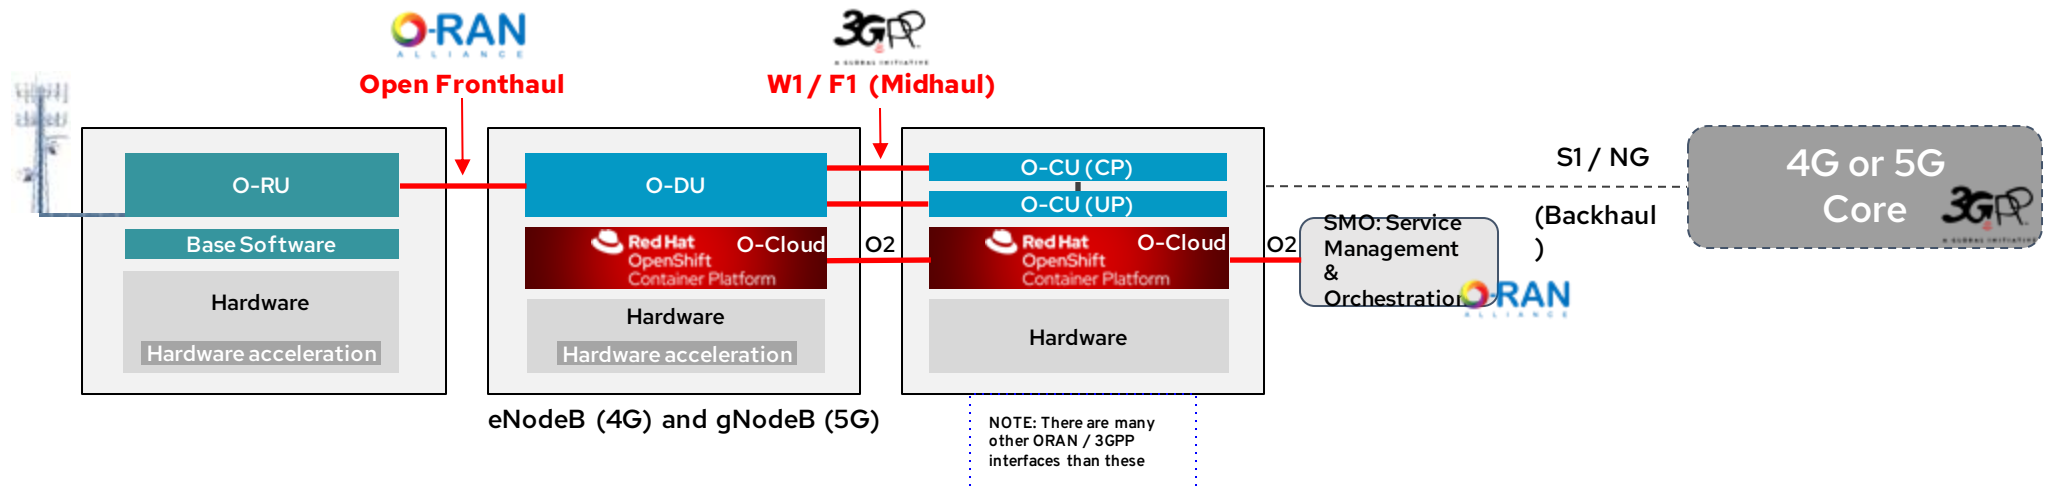 O-RAN
ALLIANCE
3GPP
A GLOBAL INITIATIVE
Open Fronthaul
W1 / F1 (Midhaul)
O-RU
Base Software
Hardware
Hardware acceleration
O-DU
Red Hat
OpenShift
Container Platform
O-Cloud
Hardware
Hardware acceleration
O2
O-CU (CP)
O-CU (UP)
Red Hat
OpenShift
Container Platform
O-Cloud
Hardware
O2
SMO: Service
Management
&
Orchestration
O-RAN
ALLIANCE
S1 / NG
(Backhaul
)
4G or 5G
Core
3GPP
A GLOBAL INITIATIVE
eNodeB (4G) and gNodeB (5G)
NOTE: There are many
other ORAN / 3GPP
interfaces than these